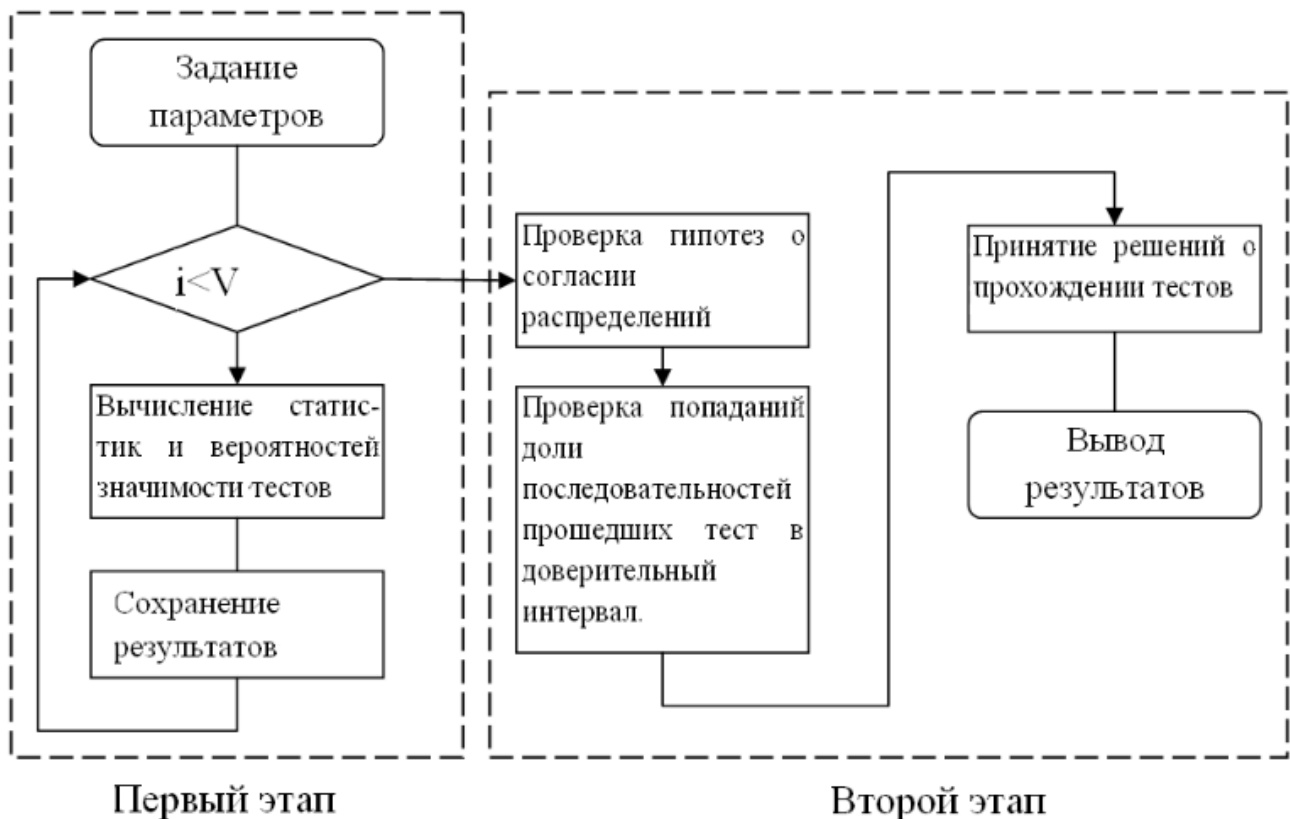 Задание
параметров
i<V
Вычисление статис-
тик и вероятностей
значимости тестов
Сохранение
результатов
Первый этап
Проверка гипотез о
согласии
распределений
Проверка попаданий
доли
последовательностей
прошедших тест в
доверительный
интервал.
Принятие решений о
прохождении тестов
Вывод
результатов
Второй этап